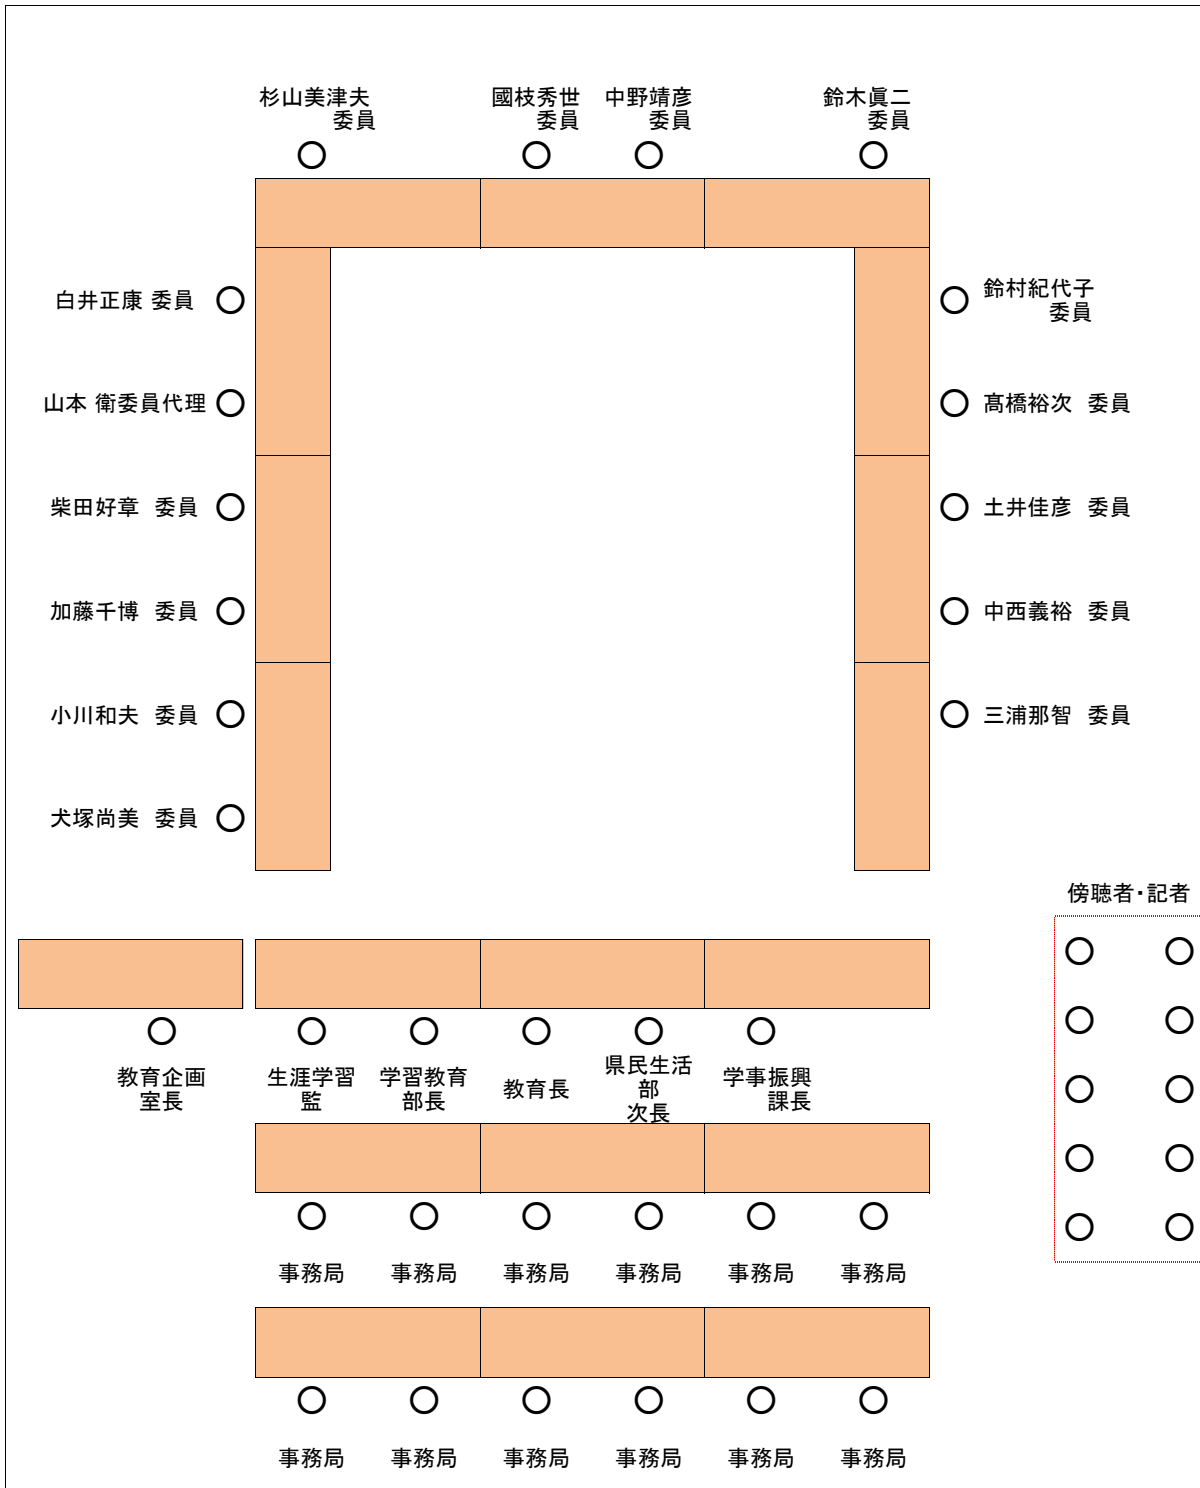 杉山美津夫
委員
國枝秀世
委員
中野靖彦
委員
鈴木眞二
委員
白井正康 委員
鈴村紀代子
委員
山本 衛委員代理
髙橋裕次 委員
柴田好章 委員
土井佳彦 委員
加藤千博 委員
中西義裕 委員
小川和夫 委員
三浦那智 委員
犬塚尚美 委員
傍聴者・記者
教育企画
室長
生涯学習
監
学習教育
部長
教育長
県民生活
部
次長
学事振興
課長
事務局 事務局 事務局 事務局 事務局 事務局
事務局 事務局 事務局 事務局 事務局 事務局